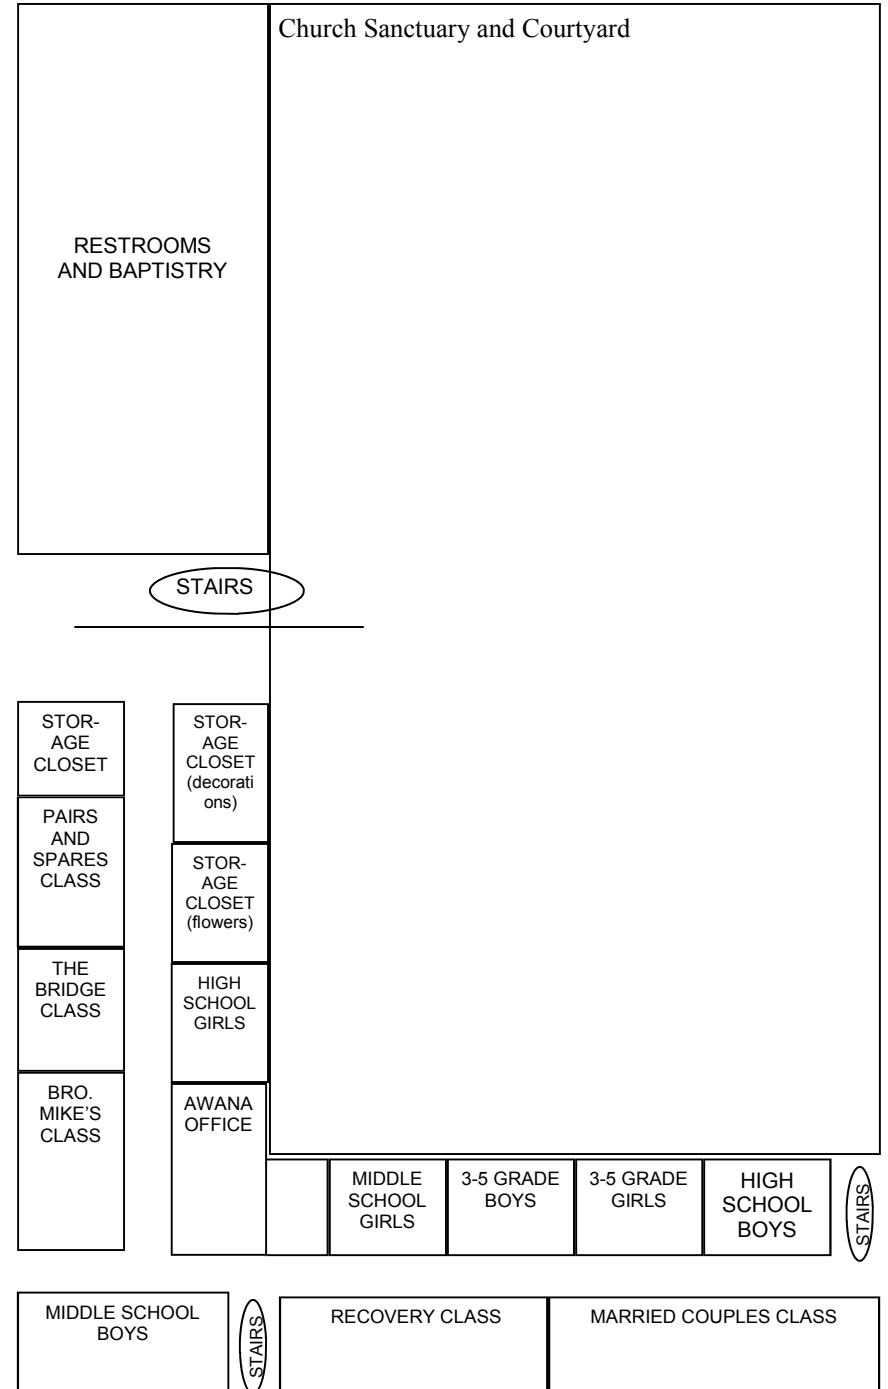 Church Sanctuary and Courtyard
RESTROOMS
AND BAPTISTRY
STAIRS
STOR-
AGE
CLOSET
STOR-
AGE
CLOSET
(decorati
ons)
PAIRS
AND
SPARES
CLASS
STOR-
AGE
CLOSET
(flowers)
THE
BRIDGE
CLASS
HIGH
SCHOOL
GIRLS
BRO.
MIKE'S
CLASS
AWANA
OFFICE
MIDDLE
SCHOOL
GIRLS
3-5 GRADE
BOYS
3-5 GRADE
GIRLS
HIGH
SCHOOL
BOYS
STAIRS
MIDDLE SCHOOL
BOYS
STAIRS
RECOVERY CLASS
MARRIED COUPLES CLASS